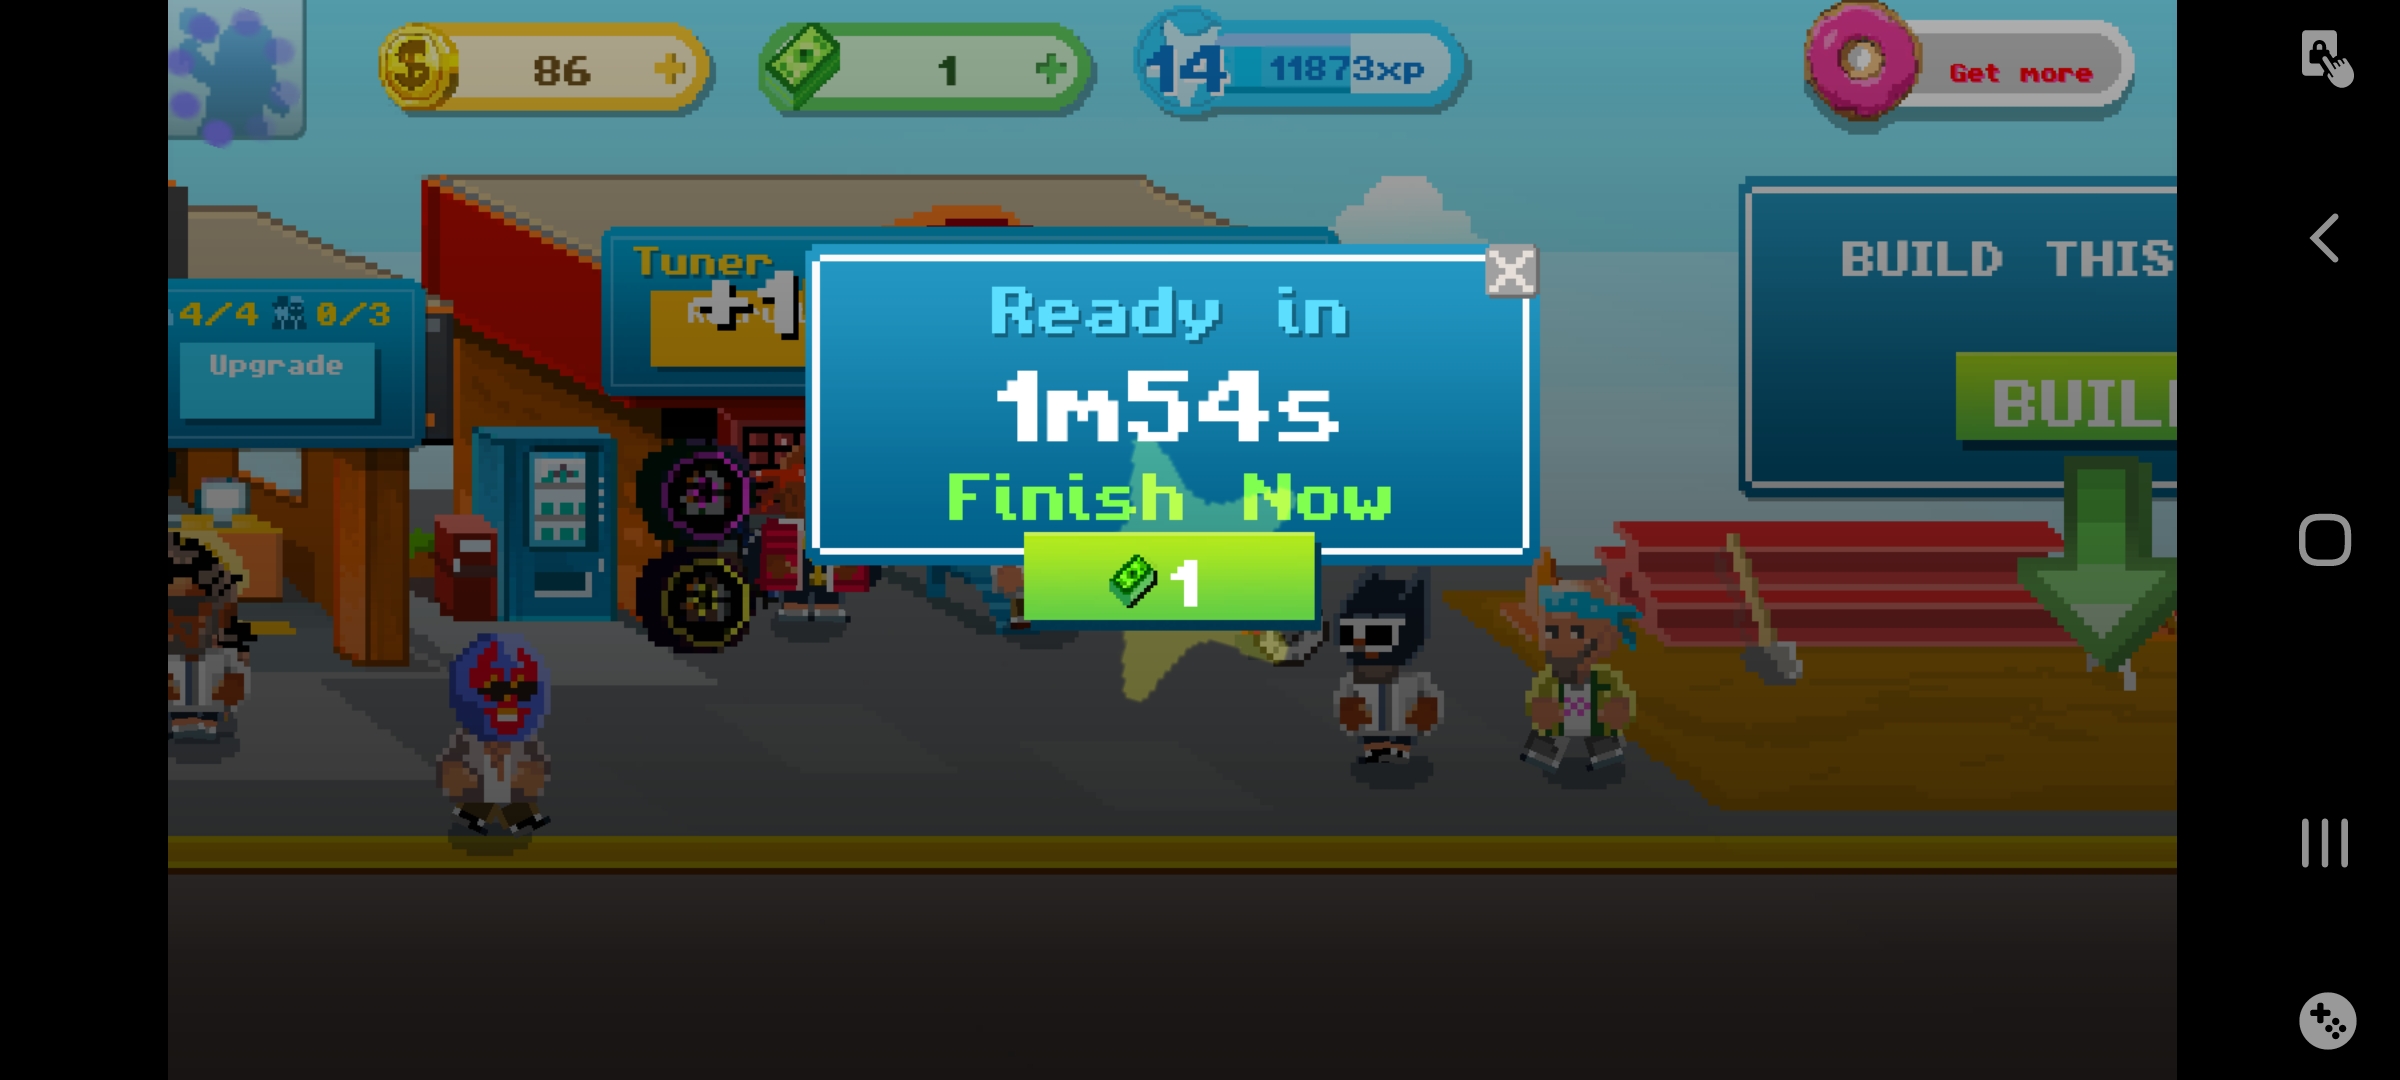 86
1
14
11873xp
Get more
Tuner
+1
BUILD THIS
4/4 0/3
Upgrade
Ready in
1m54s
Finish Now
1